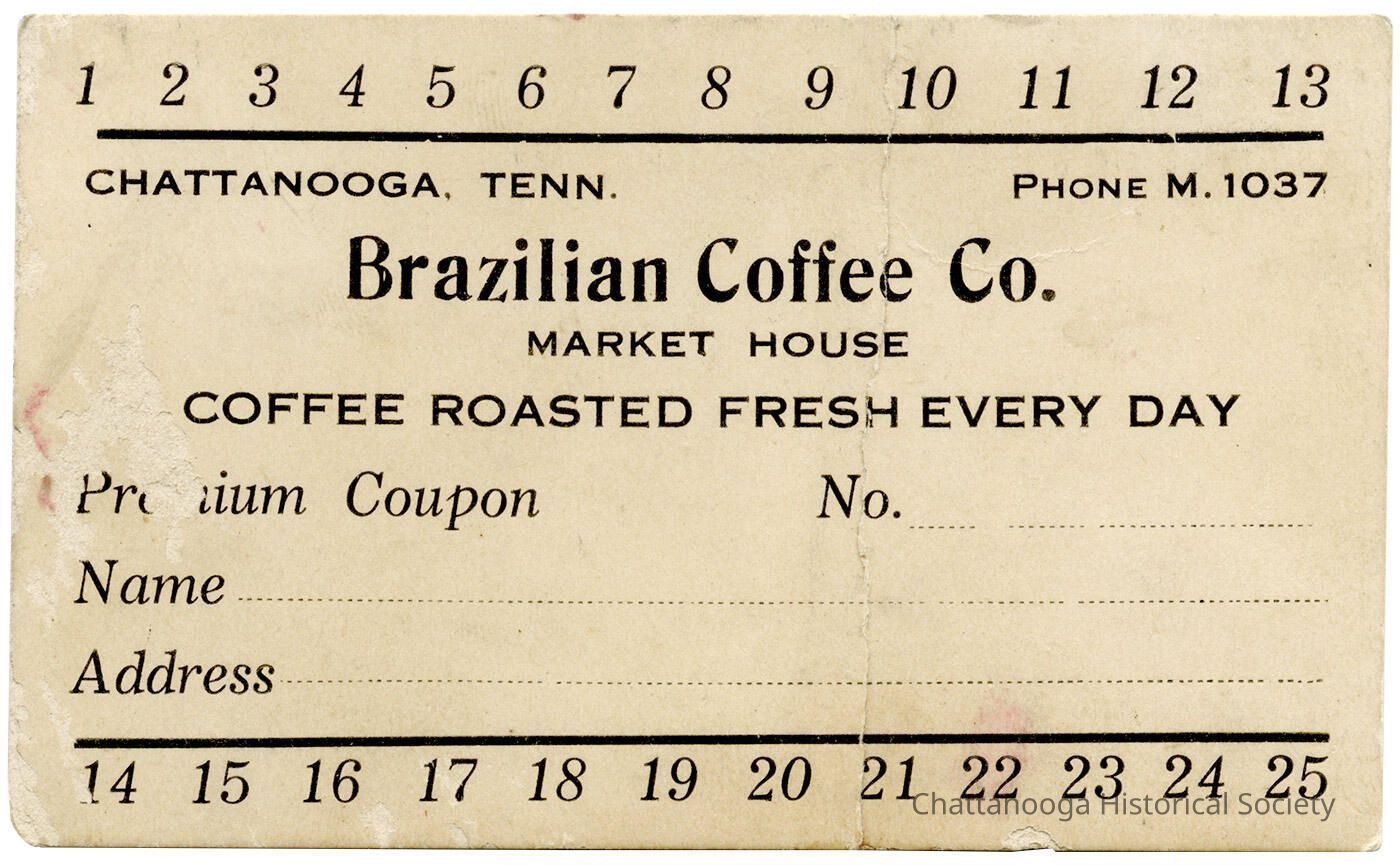 1 2 3 4 5 6 7 8 9 10 11 12 13
CHATTANOOGA, TENN. PHONE M. 1037
Brazilian Coffee Co.
MARKET HOUSE
COFFEE ROASTED FRESH EVERY DAY
Premium Coupon No.
Name
Address
14 15 16 17 18 19 20 21 22 23 24 25
Chattanooga Historical Society